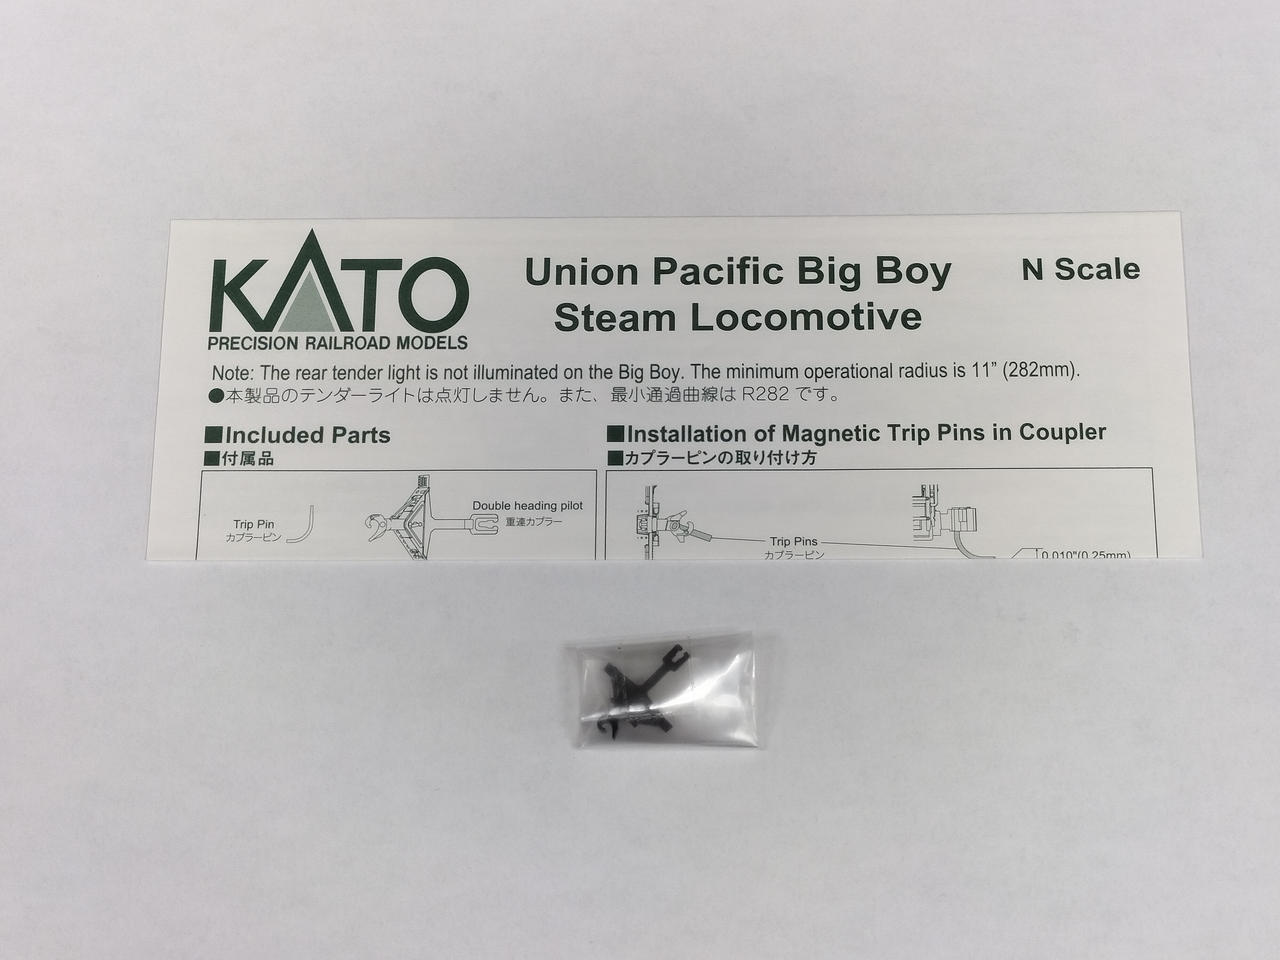 KATO
PRECISION RAILROAD MODELS
Union Pacific Big Boy
Steam Locomotive
N Scale
Note: The rear tender light is not illuminated on the Big Boy. The minimum operational radius is 11” (282mm).
●本製品のテンダーライトは点灯しません。また、最小通過曲線は R282 です。
■Included Parts
■付属品
Trip Pin
カプラーピン
Double heading pilot
重連カプラー
■Installation of Magnetic Trip Pins in Coupler
■カプラーピンの取り付け方
Trip Pins
カプラーピン
0.010"(0.25mm)